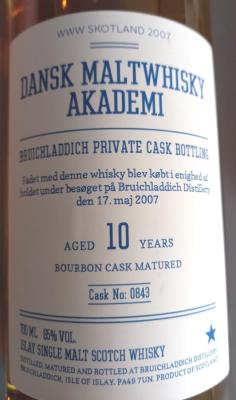 WWW SKOTLAND 2007
DANSK MALTWHISKY
AKADEMI
BRUICHLADDICH PRIVATE CASK BOTTLING
Fadet med denne whisky blev købt i enighed af
holdet under besøget på Bruichladdich Distillery
den 17. maj 2007
AGED 10 YEARS
BOURBON CASK MATURED
Cask No: 0843
700 ML. 65% VOL.
ISLAY SINGLE MALT SCOTCH WHISKY
DISTILLED, MATURED AND BOTTLED AT BRUICHLADDICH DISTILLERY
BRUICHLADDICH, ISLE OF ISLAY. PA49 7UN. PRODUCT OF SCOTLAND